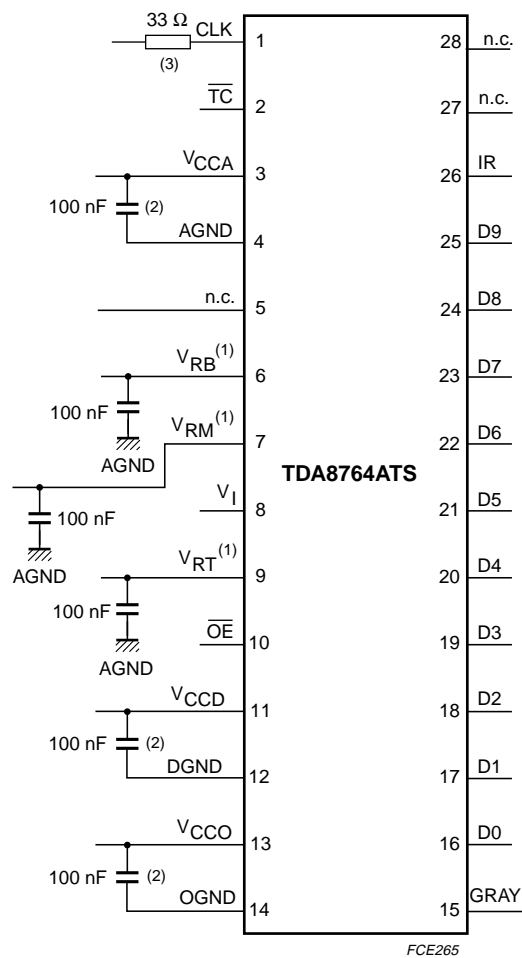 33 Ω
CLK
(3)
1
TC
2
VCCA
3
100 nF (2)
AGND
4
n.c.
5
VRB(1)
6
100 nF
AGND
VRM(1)
7
100 nF
AGND
VI
8
VRT(1)
9
100 nF
AGND
OE
10
VCCD
11
100 nF (2)
DGND
12
VCCO
13
100 nF (2)
OGND
14
TDA8764ATS
28 n.c.
27 n.c.
26 IR
25 D9
24 D8
23 D7
22 D6
21 D5
20 D4
19 D3
18 D2
17 D1
16 D0
15 GRAY
FCE265